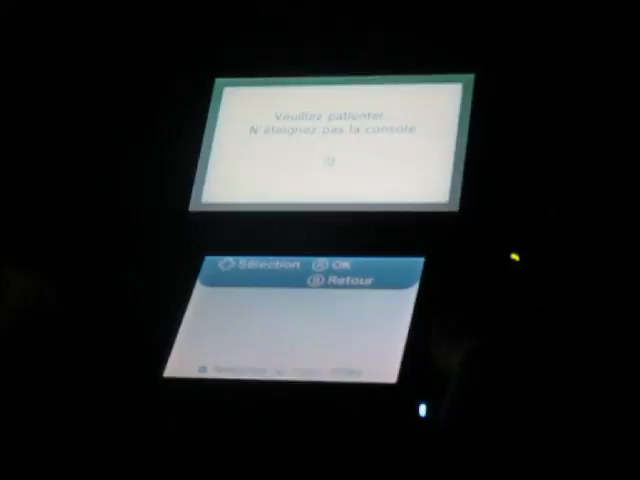 Veuillez patienter...
N'éteignez pas la console.
Sélection Ⓐ OK
Ⓑ Retour